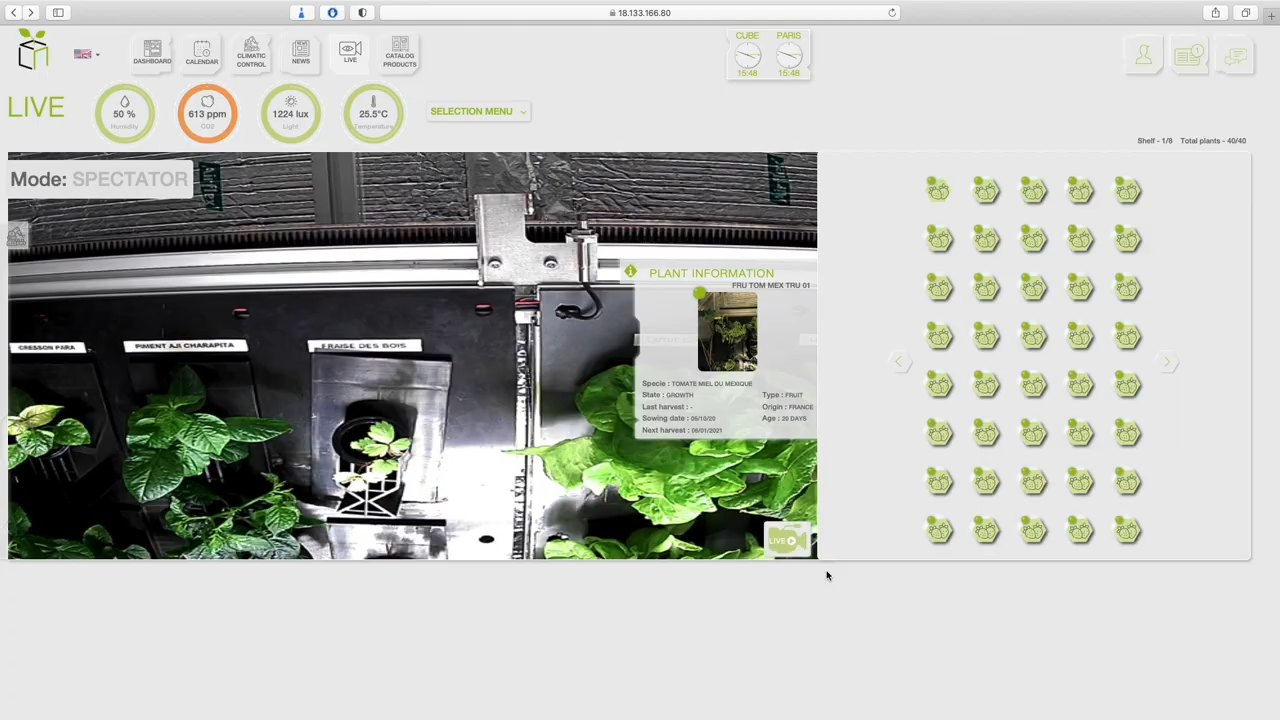 18.133.166.80
DASHBOARD
CALENDAR
CLIMATIC CONTROL
NEWS
LIVE
CATALOG PRODUCTS
CUBE PARIS
15:48 15:48
LIVE
50 %
Humidity
613 ppm
CO2
1224 lux
Light
25.5°C
Temperature
SELECTION MENU
Shelf - 1/8 Total plants - 40/40
Mode: SPECTATOR
CRESSON PARA
PIMENT AJI CHARAPITA
FRAISE DES BOIS
PLANT INFORMATION
FRU TOM MEX TRU 01
Specie : TOMATE MIEL DU MEXIQUE
State : GROWTH Type : FRUIT
Last harvest : - Origin : FRANCE
Sowing date : 06/10/20 Age : 20 DAYS
Next harvest : 06/01/2021
LIVE